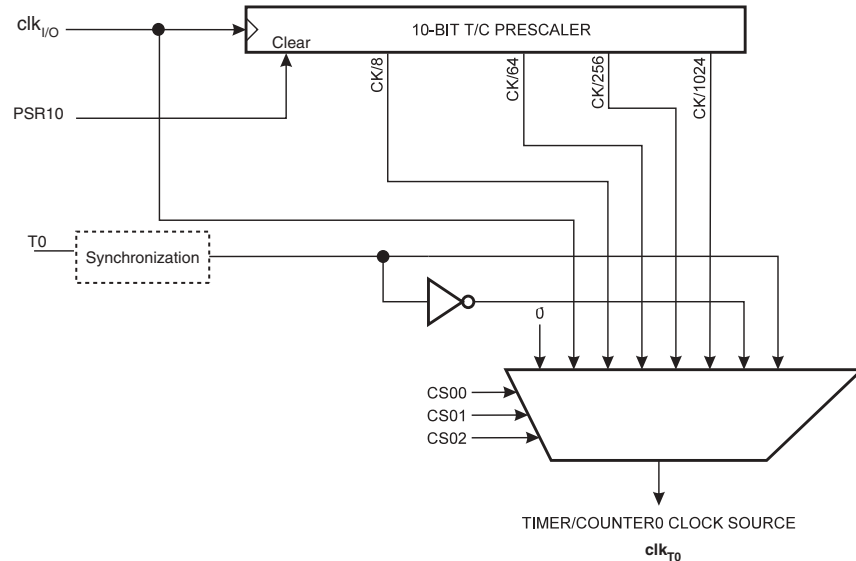 clkI/O
10-BIT T/C PRESCALER
Clear
CK/8
CK/64
CK/256
CK/1024
PSR10
T0
Synchronization
0
CS00
CS01
CS02
TIMER/COUNTER0 CLOCK SOURCE
clkT0